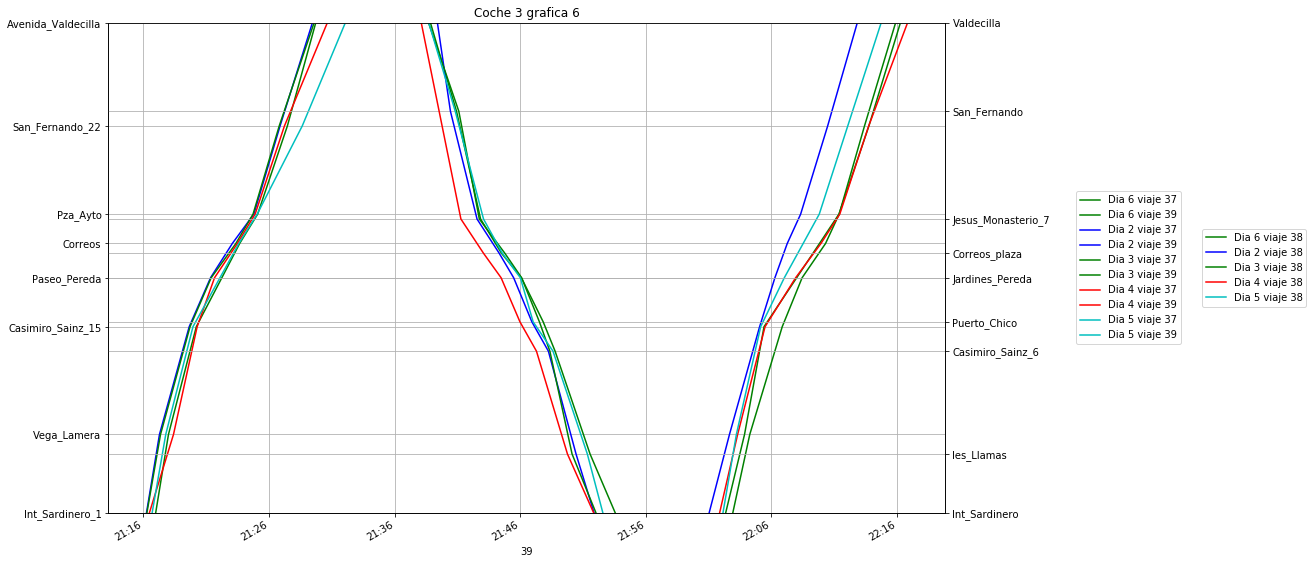 Coche 3 grafica 6
Avenida_Valdecilla
San_Fernando_22
Pza_Ayto
Correos
Paseo_Pereda
Casimiro_Sainz_15
Vega_Lamera
Int_Sardinero_1
Valdecilla
San_Fernando
Jesus_Monasterio_7
Correos_plaza
Jardines_Pereda
Puerto_Chico
Casimiro_Sainz_6
Ies_Llamas
Int_Sardinero
21:16
21:26
21:36
21:46
21:56
22:06
22:16
39
Dia 6 viaje 37
Dia 6 viaje 39
Dia 2 viaje 37
Dia 2 viaje 39
Dia 3 viaje 37
Dia 3 viaje 39
Dia 4 viaje 37
Dia 4 viaje 39
Dia 5 viaje 37
Dia 5 viaje 39
Dia 6 viaje 38
Dia 2 viaje 38
Dia 3 viaje 38
Dia 4 viaje 38
Dia 5 viaje 38